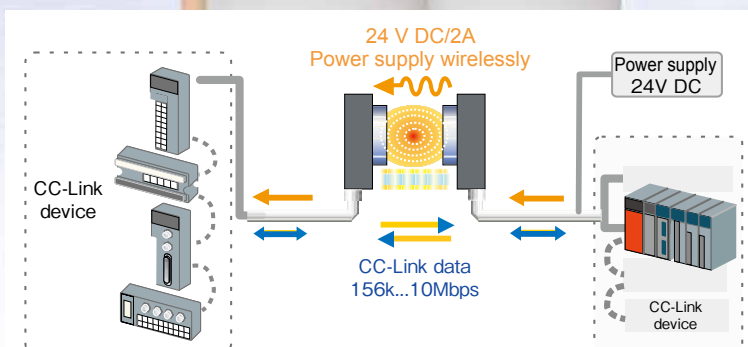 24 V DC/2A
Power supply wirelessly
Power supply
24V DC
CC-Link
device
CC-Link data
156k...10Mbps
CC-Link
device